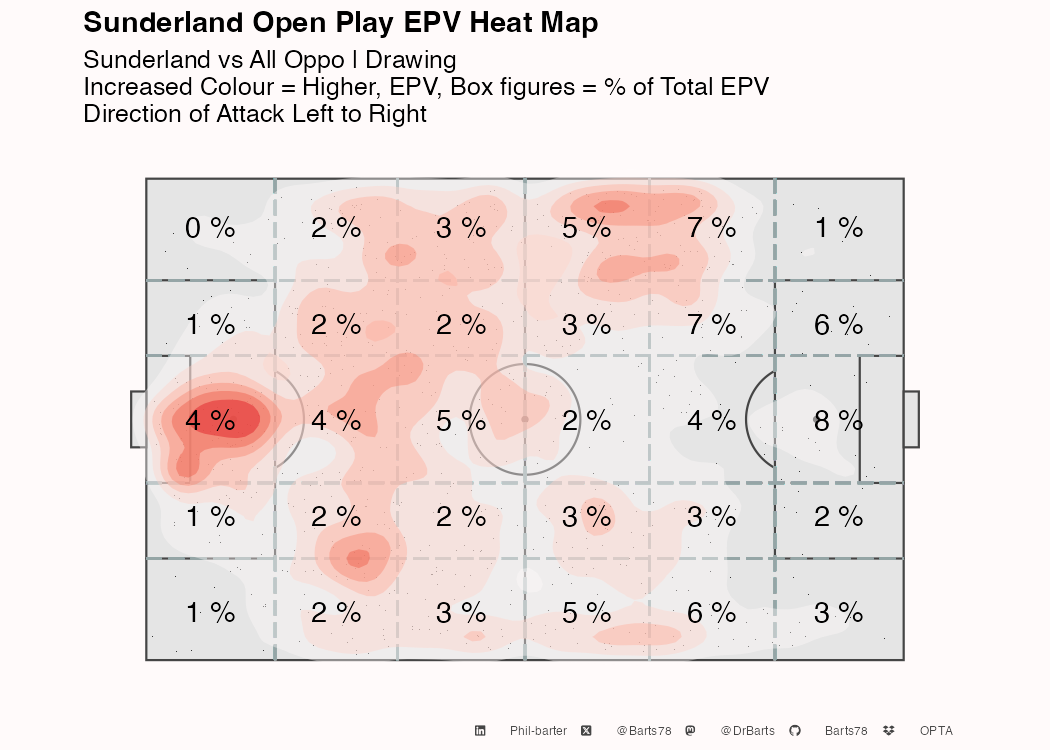 Sunderland Open Play EPV Heat Map
Sunderland vs All Oppo | Drawing
Increased Colour = Higher, EPV, Box figures = % of Total EPV
Direction of Attack Left to Right
0 % 2 % 3 % 5 % 7 % 1 %
1 % 2 % 2 % 3 % 7 % 6 %
4 % 4 % 5 % 2 % 4 % 8 %
1 % 2 % 2 % 3 % 3 % 2 %
1 % 2 % 3 % 5 % 6 % 3 %
Phil-barter @Barts78 @DrBarts Barts78 OPTA